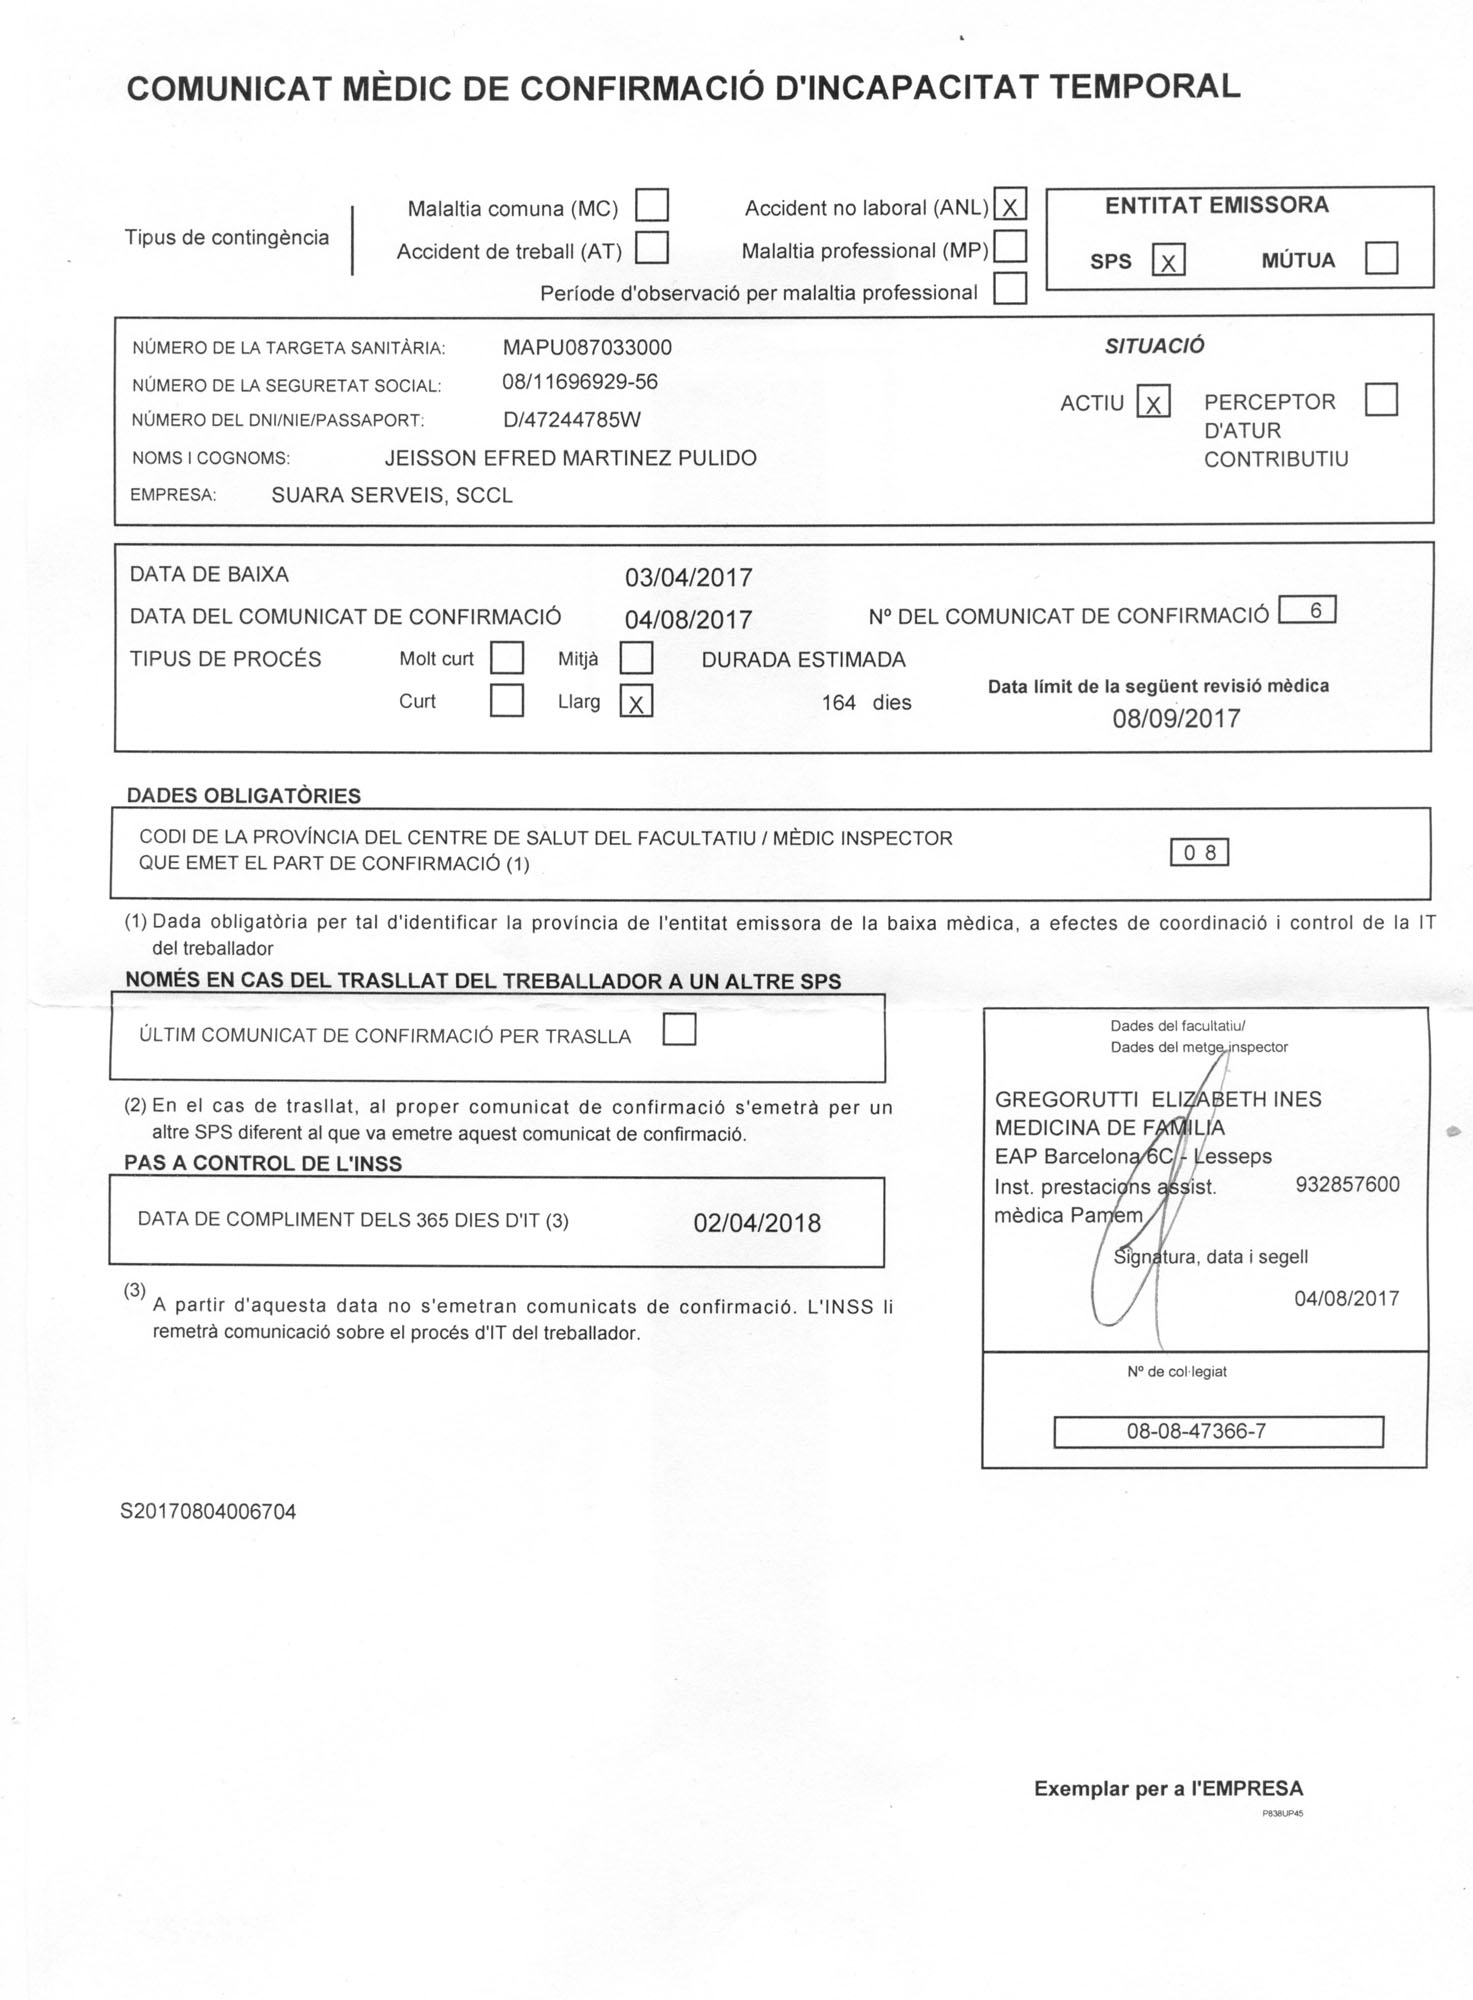 COMUNICAT MÈDIC DE CONFIRMACIÓ D'INCAPACITAT TEMPORAL
Tipus de contingència
Malaltia comuna (MC)
Accident no laboral (ANL) X
Accident de treball (AT)
Malaltia professional (MP)
Període d'observació per malaltia professional
ENTITAT EMISSORA
SPS X MÚTUA
NÚMERO DE LA TARGETA SANITÀRIA: MAPU087033000
NÚMERO DE LA SEGURETAT SOCIAL: 08/11696929-56
NÚMERO DEL DNI/NIE/PASSAPORT: D/47244785W
NOMS I COGNOMS: JEISSON EFRED MARTINEZ PULIDO
EMPRESA: SUARA SERVEIS, SCCL
SITUACIÓ
ACTIU X PERCEPTOR
D'ATUR
CONTRIBUTIU
DATA DE BAIXA 03/04/2017
DATA DEL COMUNICAT DE CONFIRMACIÓ 04/08/2017 Nº DEL COMUNICAT DE CONFIRMACIÓ 6
TIPUS DE PROCÉS Molt curt Mitjà DURADA ESTIMADA
Curt Llarg X 164 dies
Data límit de la següent revisió mèdica
08/09/2017
DADES OBLIGATÒRIES
CODI DE LA PROVÍNCIA DEL CENTRE DE SALUT DEL FACULTATIU / MÈDIC INSPECTOR
QUE EMET EL PART DE CONFIRMACIÓ (1) 0 8
(1) Dada obligatòria per tal d'identificar la província de l'entitat emissora de la baixa mèdica, a efectes de coordinació i control de la IT
del treballador
NOMÉS EN CAS DEL TRASLLAT DEL TREBALLADOR A UN ALTRE SPS
ÚLTIM COMUNICAT DE CONFIRMACIÓ PER TRASLLA
(2) En el cas de trasllat, al proper comunicat de confirmació s'emetrà per un
altre SPS diferent al que va emetre aquest comunicat de confirmació.
PAS A CONTROL DE L'INSS
DATA DE COMPLIMENT DELS 365 DIES D'IT (3) 02/04/2018
(3) A partir d'aquesta data no s'emetran comunicats de confirmació. L'INSS li
remetrà comunicació sobre el procés d'IT del treballador.
Dades del facultatiu/
Dades del metge inspector
GREGORUTTI ELIZABETH INES
MEDICINA DE FAMILIA
EAP Barcelona 6C - Lesseps
Inst. prestacions assist. 932857600
mèdica Pamem
Signatura, data i segell
04/08/2017
Nº de col·legiat
08-08-47366-7
S20170804006704
Exemplar per a l'EMPRESA
P838UP45